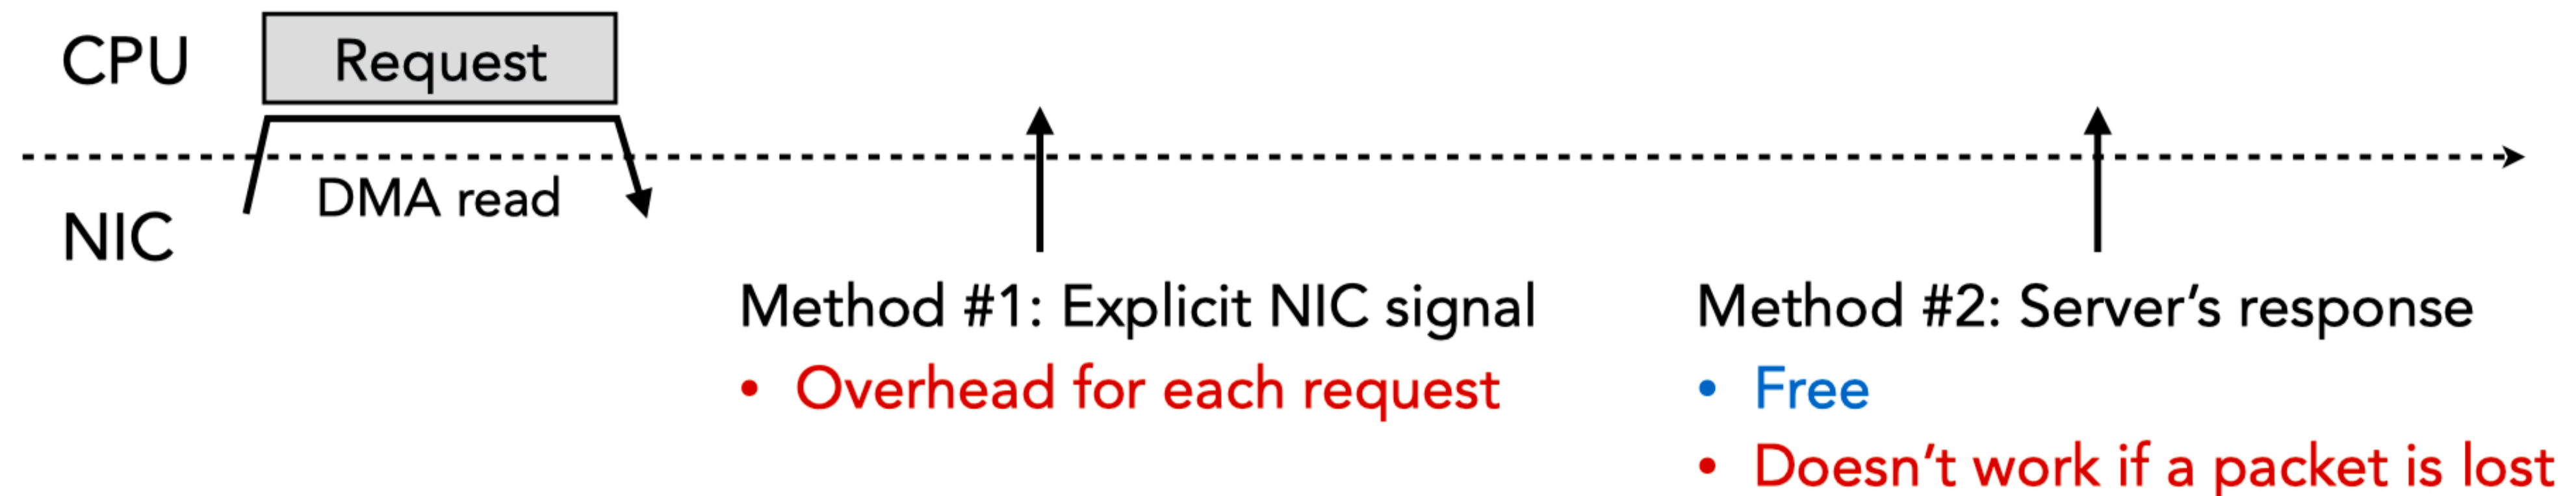 CPU
Request
DMA read
NIC
Method #1: Explicit NIC signal
• Overhead for each request
Method #2: Server’s response
• Free
• Doesn’t work if a packet is lost